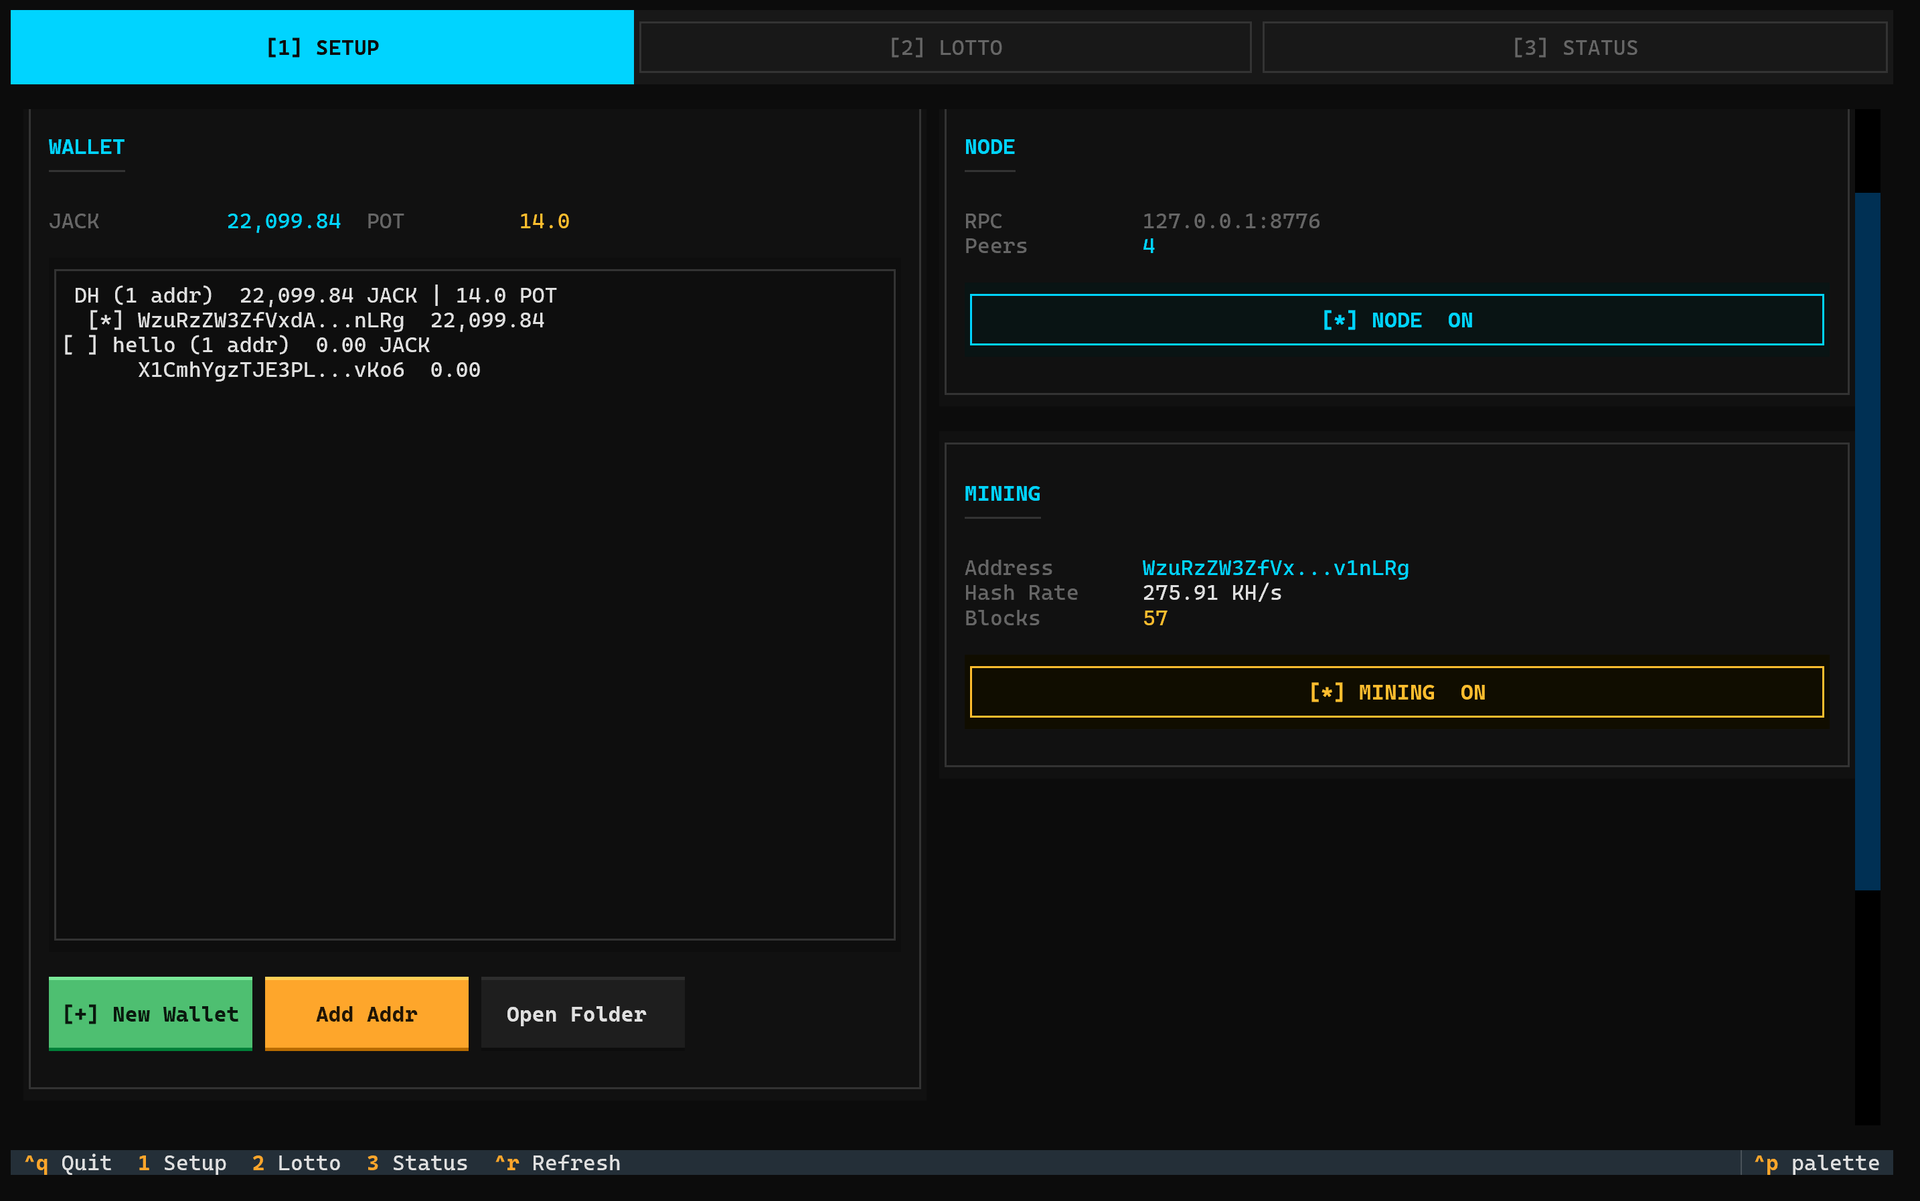 [1] SETUP
[2] LOTTO
[3] STATUS
WALLET
JACK 22,099.84 POT 14.0
DH (1 addr)  22,099.84 JACK | 14.0 POT
[*] WzuRzZW3ZfVxdA...nLRg  22,099.84
[ ] hello (1 addr)  0.00 JACK
X1CmhYgzTJE3PL...vKo6  0.00
[+] New Wallet
Add Addr
Open Folder
NODE
RPC 127.0.0.1:8776
Peers 4
[*] NODE  ON
MINING
Address WzuRzZW3ZfVx...v1nLRg
Hash Rate 275.91 KH/s
Blocks 57
[*] MINING  ON
^q Quit  1 Setup  2 Lotto  3 Status  ^r Refresh
^p palette